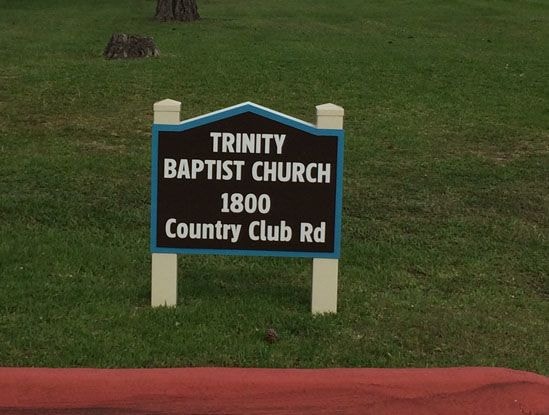 TRINITY
BAPTIST CHURCH
1800
Country Club Rd